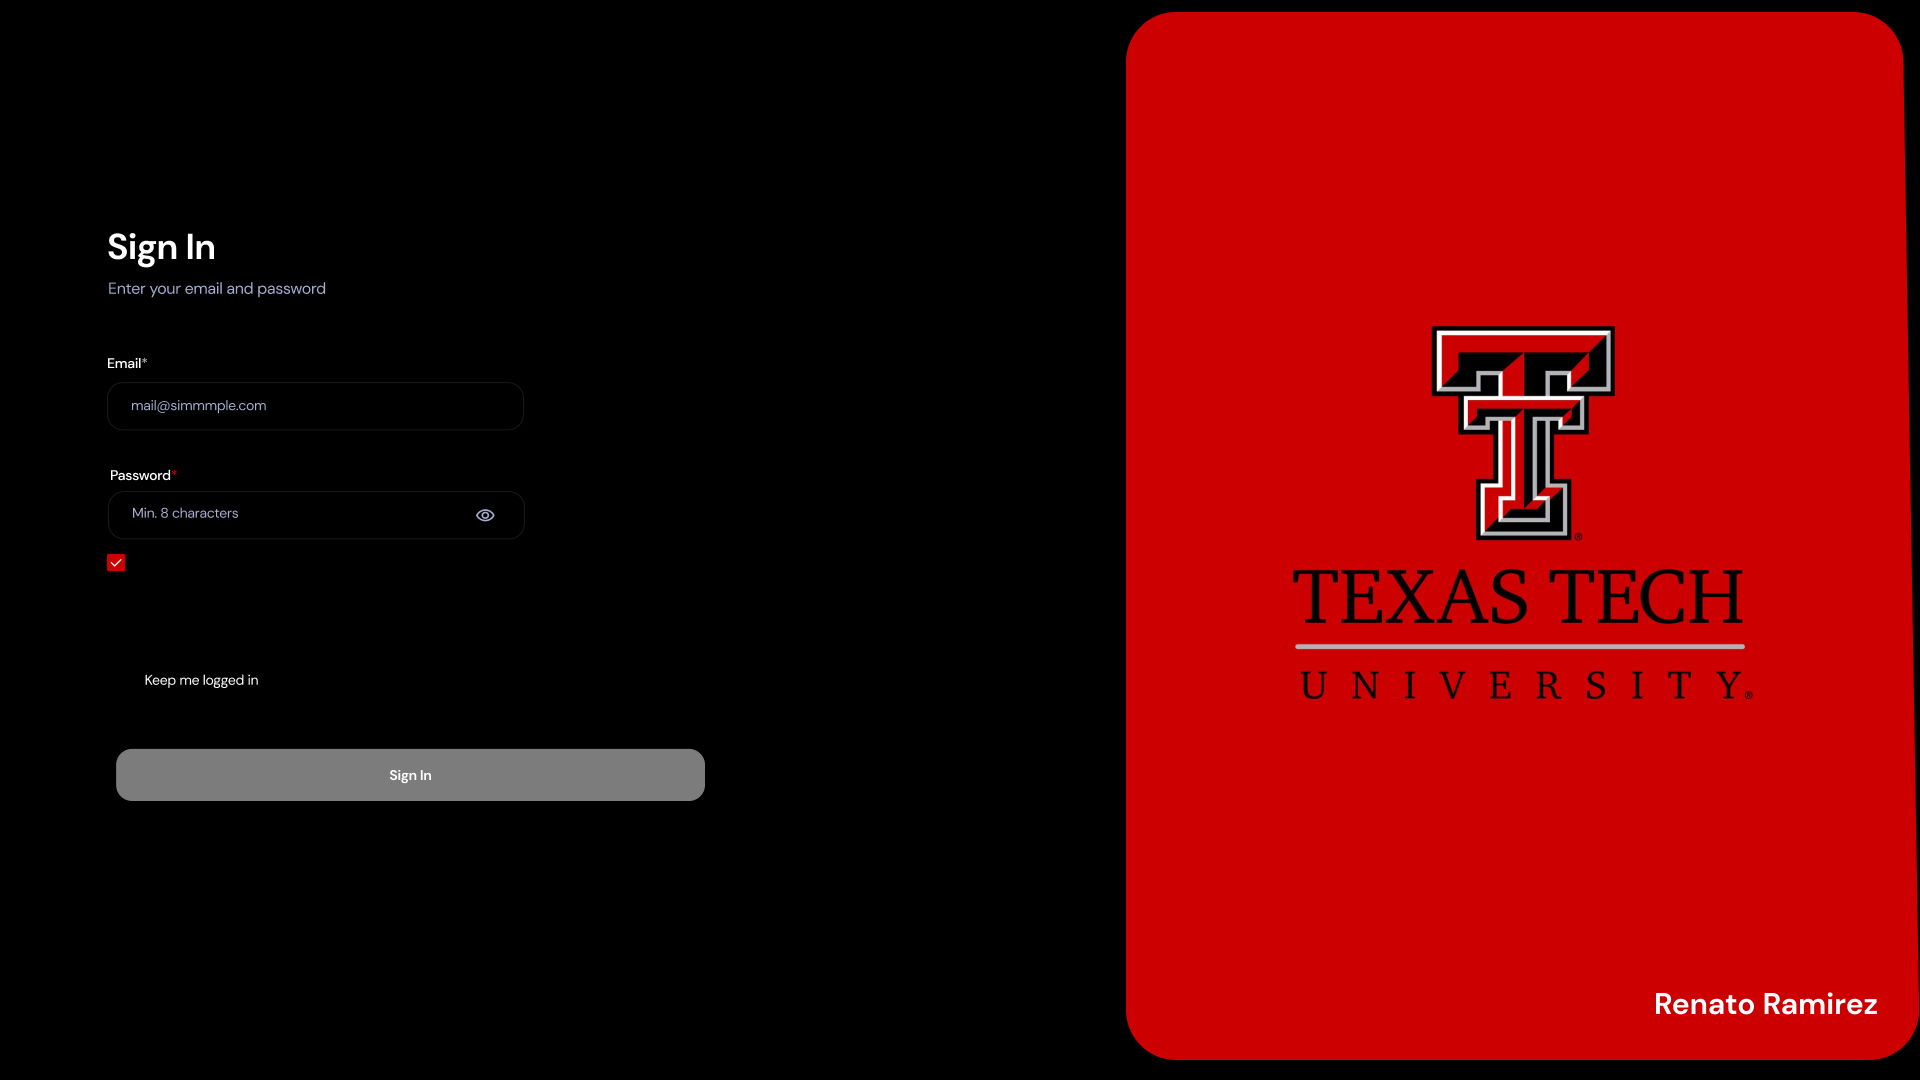 Sign In
Enter your email and password
Email*
mail@simmmple.com
Password*
Min. 8 characters
Keep me logged in
Sign In
®
TEXAS TECH
UNIVERSITY®
Renato Ramirez